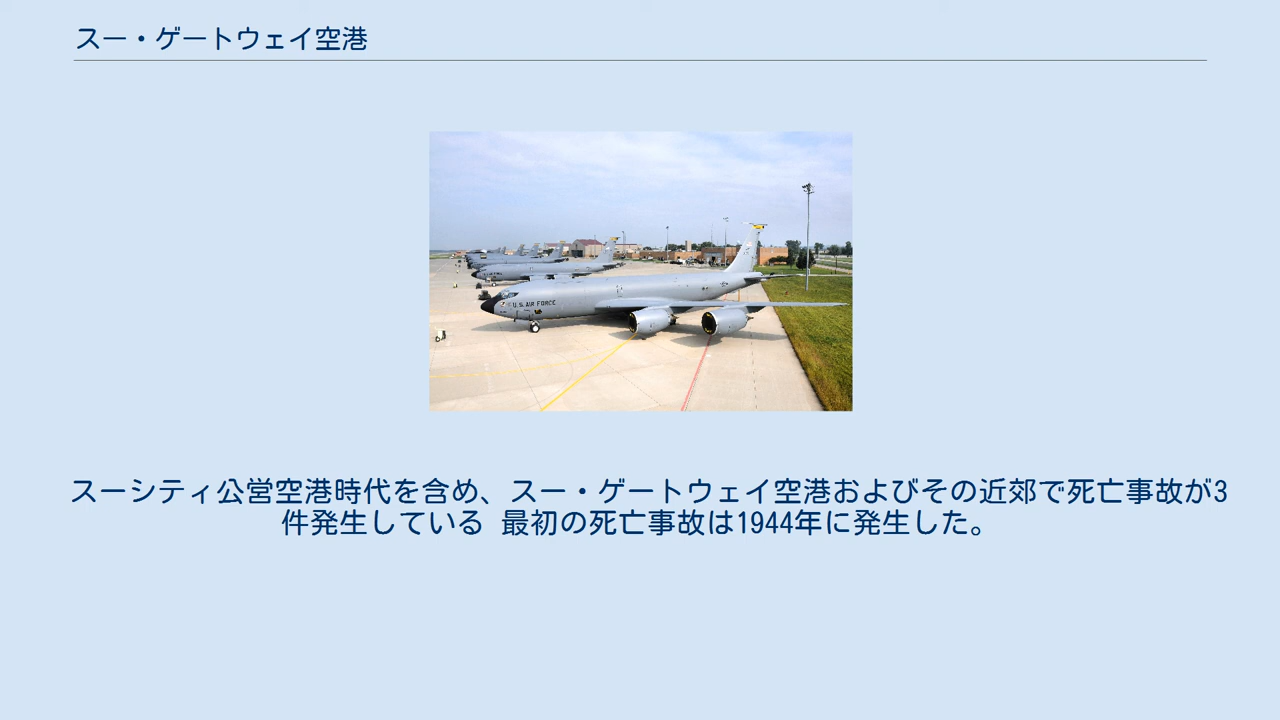 スー・ゲートウェイ空港
U.S. AIR FORCE
スーシティ公営空港時代を含め、スー・ゲートウェイ空港およびその近郊で死亡事故が3
件発生している 最初の死亡事故は1944年に発生した。